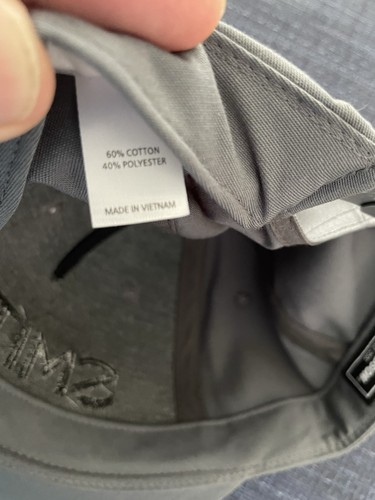 60% COTTON
40% POLYESTER
MADE IN VIETNAM